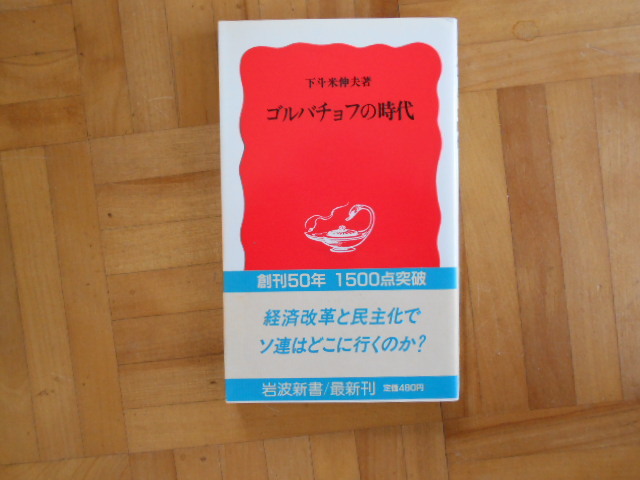 下斗米伸夫著
ゴルバチョフの時代
創刊50年 1500点突破
経済改革と民主化で
ソ連はどこに行くのか?
岩波新書/最新刊 定価480円